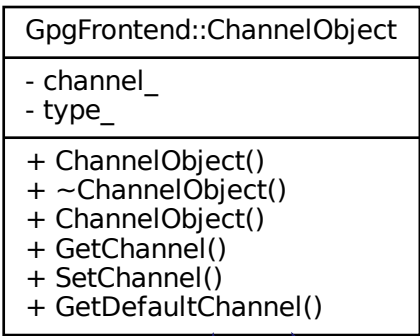 GpgFrontend::ChannelObject
- channel_
- type_
+ ChannelObject()
+ ~ChannelObject()
+ ChannelObject()
+ GetChannel()
+ SetChannel()
+ GetDefaultChannel()